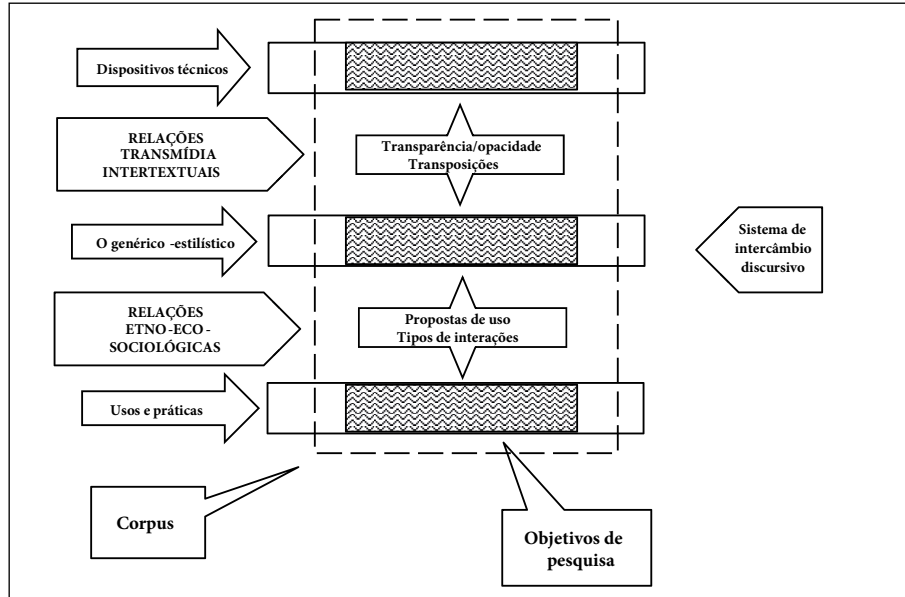 Dispositivos técnicos
RELAÇÕES
TRANSMÍDIA
INTERTEXTUAIS
Transparência/opacidade
Transposições
O genérico -estilístico
Sistema de
intercâmbio
discursivo
RELAÇÕES
ETNO-ECO-
SOCIOLÓGICAS
Propostas de uso
Tipos de interações
Usos e práticas
Corpus
Objetivos de
pesquisa